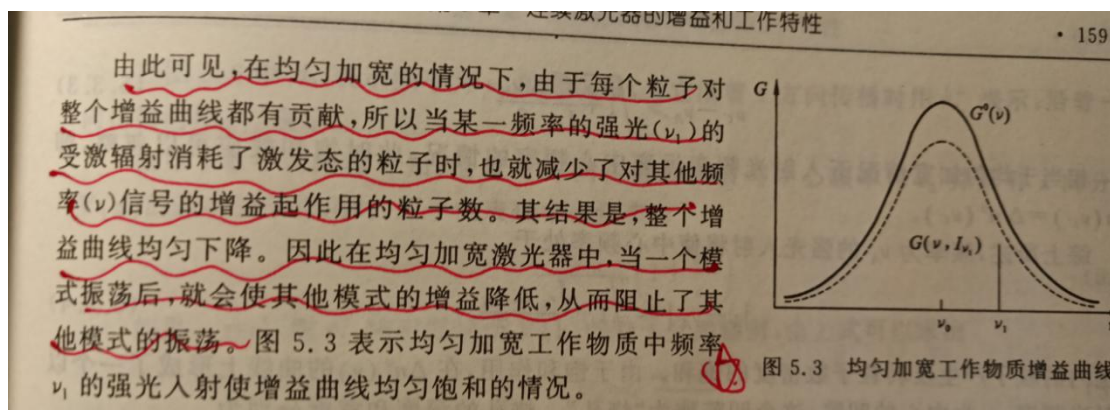 连续激光器的增益和工作特性
· 159
由此可见,在均匀加宽的情况下,由于每个粒子对
整个增益曲线都有贡献,所以当某一频率的强光(ν₁)的
受激辐射消耗了激发态的粒子时,也就减少了对其他频
率(ν)信号的增益起作用的粒子数。其结果是,整个增
益曲线均匀下降。因此在均匀加宽激光器中,当一个模
式振荡后,就会使其他模式的增益降低,从而阻止了其
他模式的振荡。图 5.3 表示均匀加宽工作物质中频率
ν₁ 的强光入射使增益曲线均匀饱和的情况。
G
G⁰(ν)
ν₀
ν₁
图 5.3 均匀加宽工作物质增益曲线